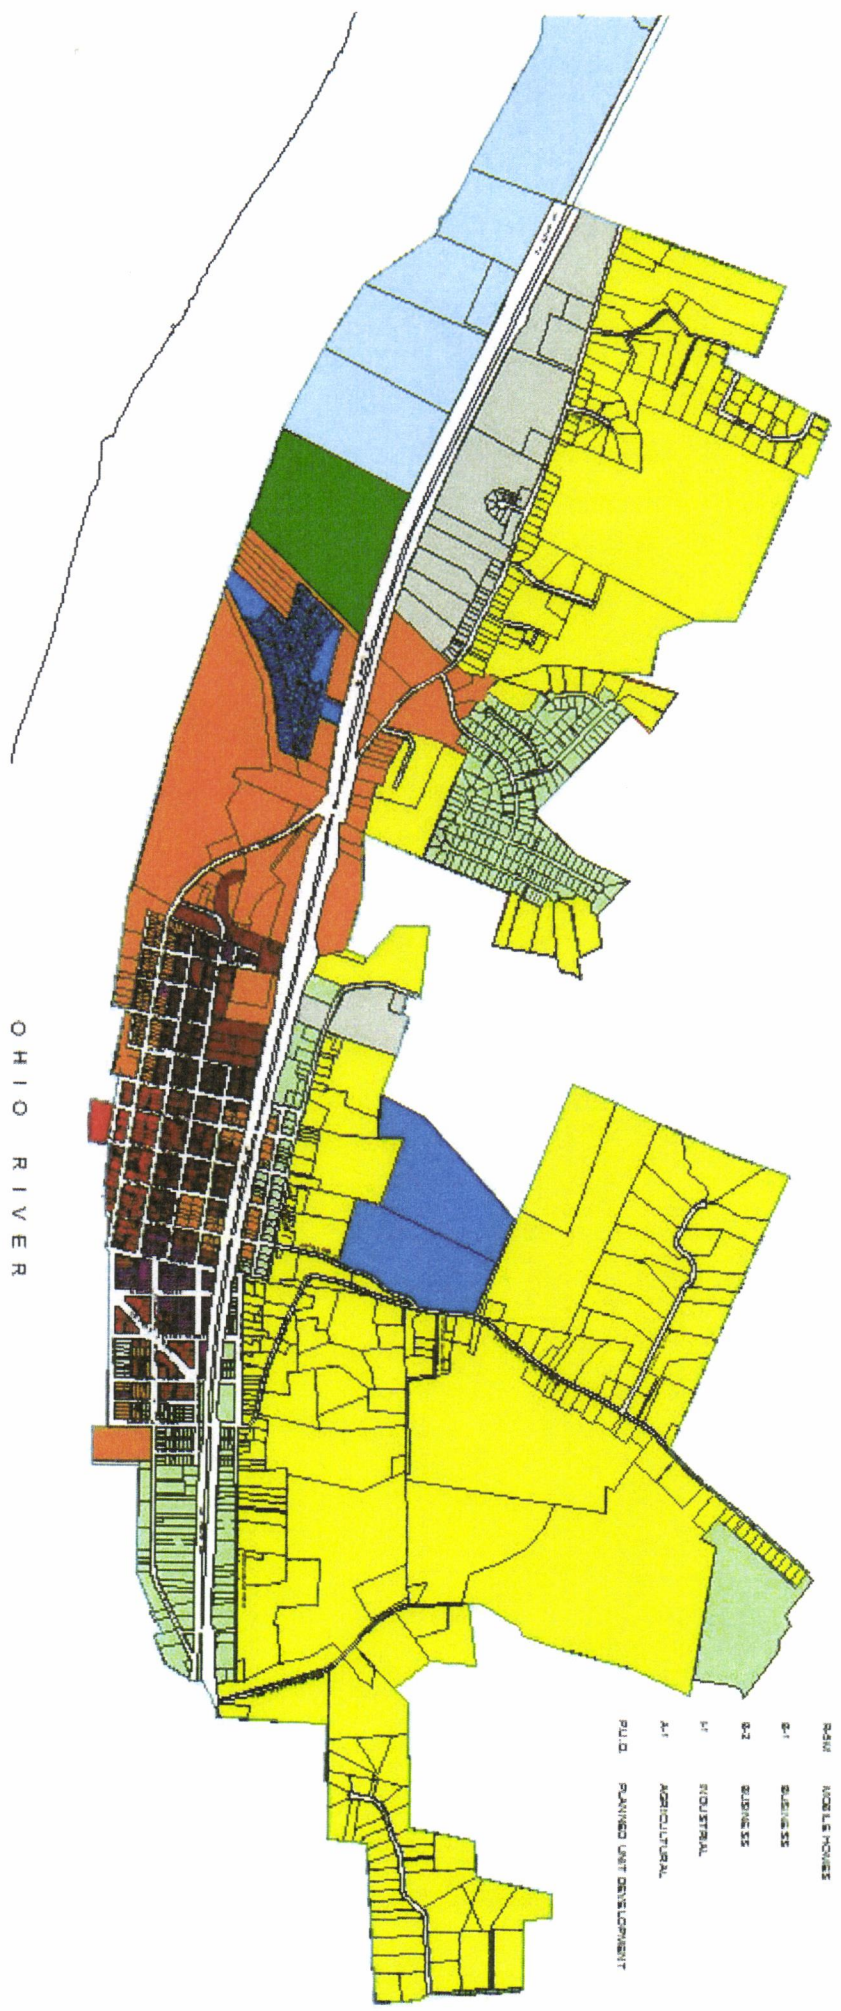 OHIO RIVER
MOBILE HOMES
B-1 BUSINESS
B-2 BUSINESS
I-1 INDUSTRIAL
A-1 AGRICULTURAL
P.U.D. PLANNED UNIT DEVELOPMENT